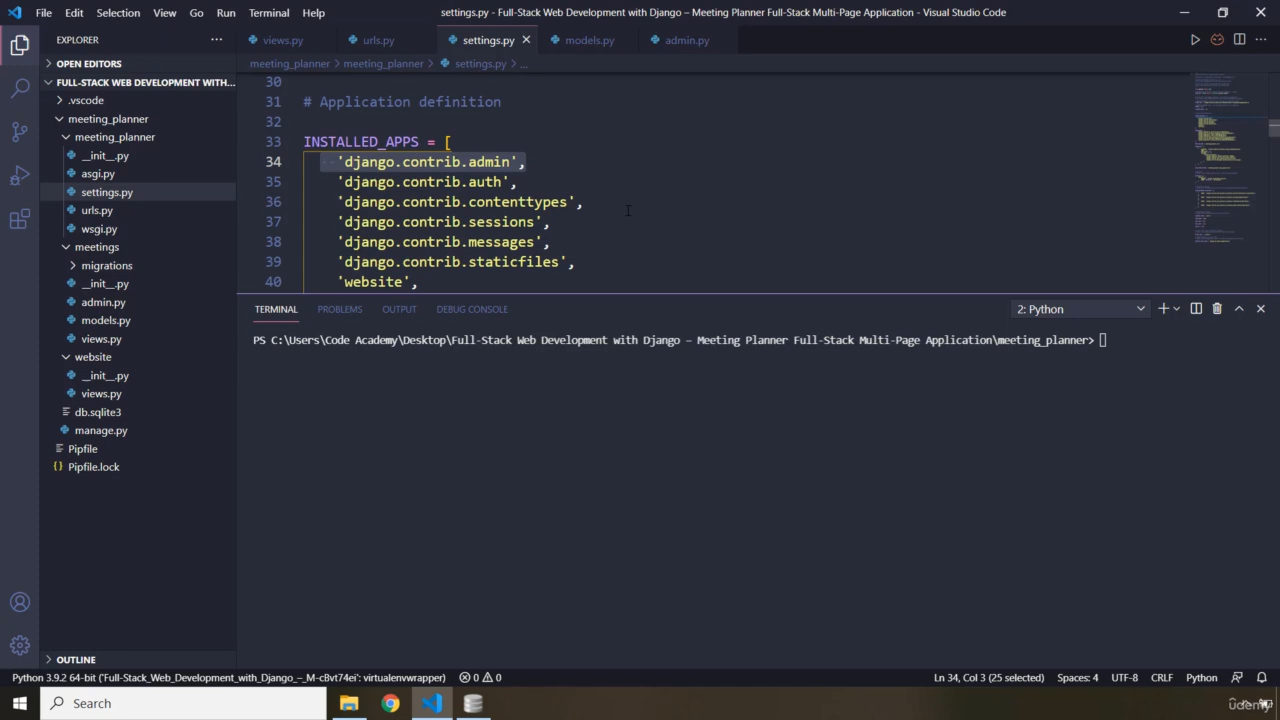 File Edit Selection View Go Run Terminal Help
settings.py - Full-Stack Web Development with Django – Meeting Planner Full-Stack Multi-Page Application - Visual Studio Code
EXPLORER
views.py
urls.py
settings.py
models.py
admin.py
OPEN EDITORS
meeting_planner > meeting_planner > settings.py > ...
FULL-STACK WEB DEVELOPMENT WITH...
.vscode
meeting_planner
meeting_planner
__init__.py
asgi.py
settings.py
urls.py
wsgi.py
meetings
migrations
__init__.py
admin.py
models.py
views.py
website
__init__.py
views.py
db.sqlite3
manage.py
Pipfile
Pipfile.lock
OUTLINE
30
31 # Application definition
32
33 INSTALLED_APPS = [
34 'django.contrib.admin',
35 'django.contrib.auth',
36 'django.contrib.contenttypes',
37 'django.contrib.sessions',
38 'django.contrib.messages',
39 'django.contrib.staticfiles',
40 'website',
TERMINAL PROBLEMS OUTPUT DEBUG CONSOLE
2: Python
PS C:\Users\Code Academy\Desktop\Full-Stack Web Development with Django – Meeting Planner Full-Stack Multi-Page Application\meeting_planner>
Python 3.9.2 64-bit ('Full-Stack_Web_Development_with_Django_–_M-c8vt74ei': virtualenvwrapper)
0 0
Ln 34, Col 3 (25 selected) Spaces: 4 UTF-8 CRLF Python
Search
udemy